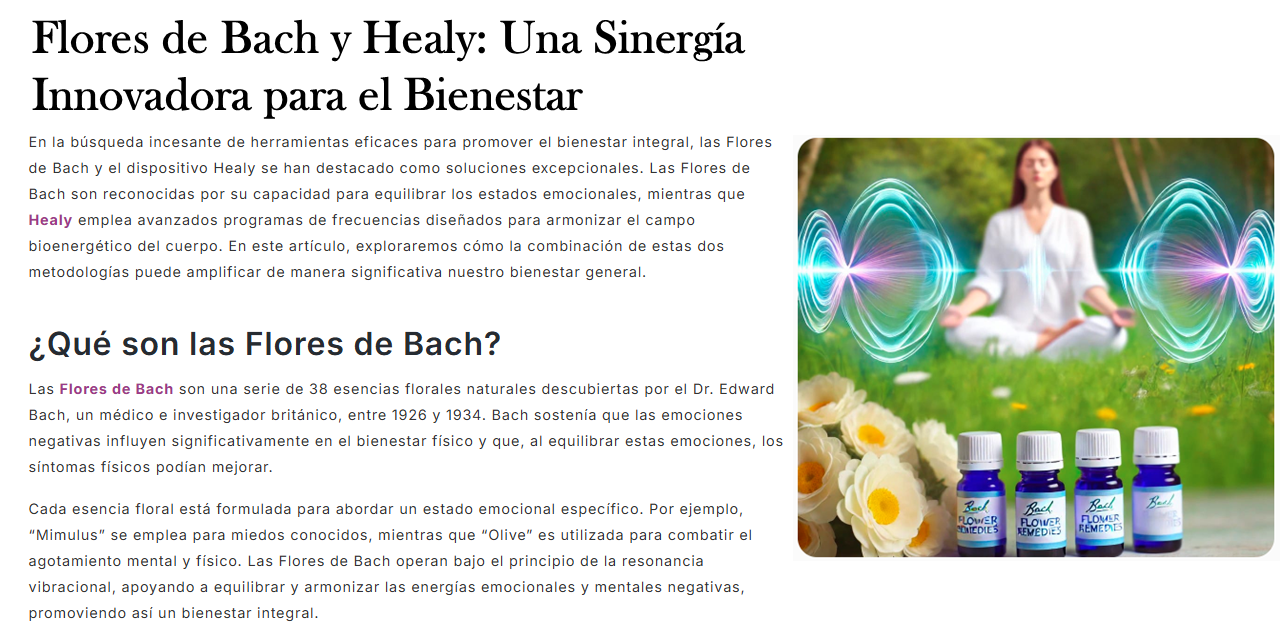 Flores de Bach y Healy: Una Sinergía
Innovadora para el Bienestar
En la búsqueda incesante de herramientas eficaces para promover el bienestar integral, las Flores
de Bach y el dispositivo Healy se han destacado como soluciones excepcionales. Las Flores de
Bach son reconocidas por su capacidad para equilibrar los estados emocionales, mientras que
Healy emplea avanzados programas de frecuencias diseñados para armonizar el campo
bioenergético del cuerpo. En este artículo, exploraremos cómo la combinación de estas dos
metodologías puede amplificar de manera significativa nuestro bienestar general.
¿Qué son las Flores de Bach?
Las Flores de Bach son una serie de 38 esencias florales naturales descubiertas por el Dr. Edward
Bach, un médico e investigador británico, entre 1926 y 1934. Bach sostenía que las emociones
negativas influyen significativamente en el bienestar físico y que, al equilibrar estas emociones, los
síntomas físicos podían mejorar.
Cada esencia floral está formulada para abordar un estado emocional específico. Por ejemplo,
“Mimulus” se emplea para miedos conocidos, mientras que “Olive” es utilizada para combatir el
agotamiento mental y físico. Las Flores de Bach operan bajo el principio de la resonancia
vibracional, apoyando a equilibrar y armonizar las energías emocionales y mentales negativas,
promoviendo así un bienestar integral.
Bach
FLOWER
REMEDIES
Bach
FLOWER
REMEDIES
Bach
FLOWER
REMEDIES
Bach